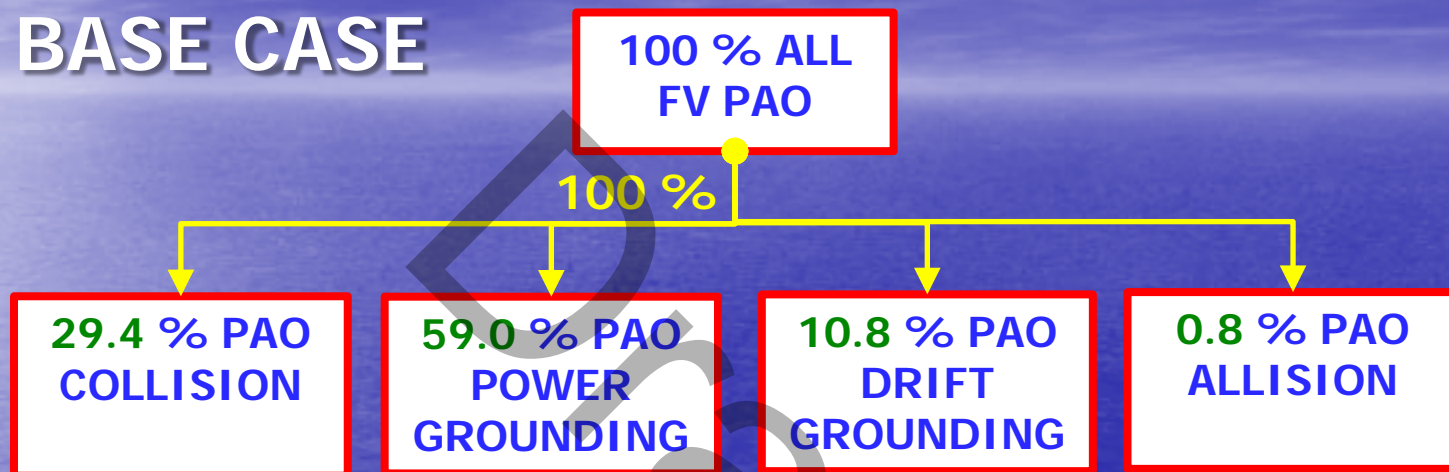 BASE CASE
100 % ALL
FV PAO
100 %
29.4 % PAO
COLLISION
59.0 % PAO
POWER
GROUNDING
10.8 % PAO
DRIFT
GROUNDING
0.8 % PAO
ALLISION